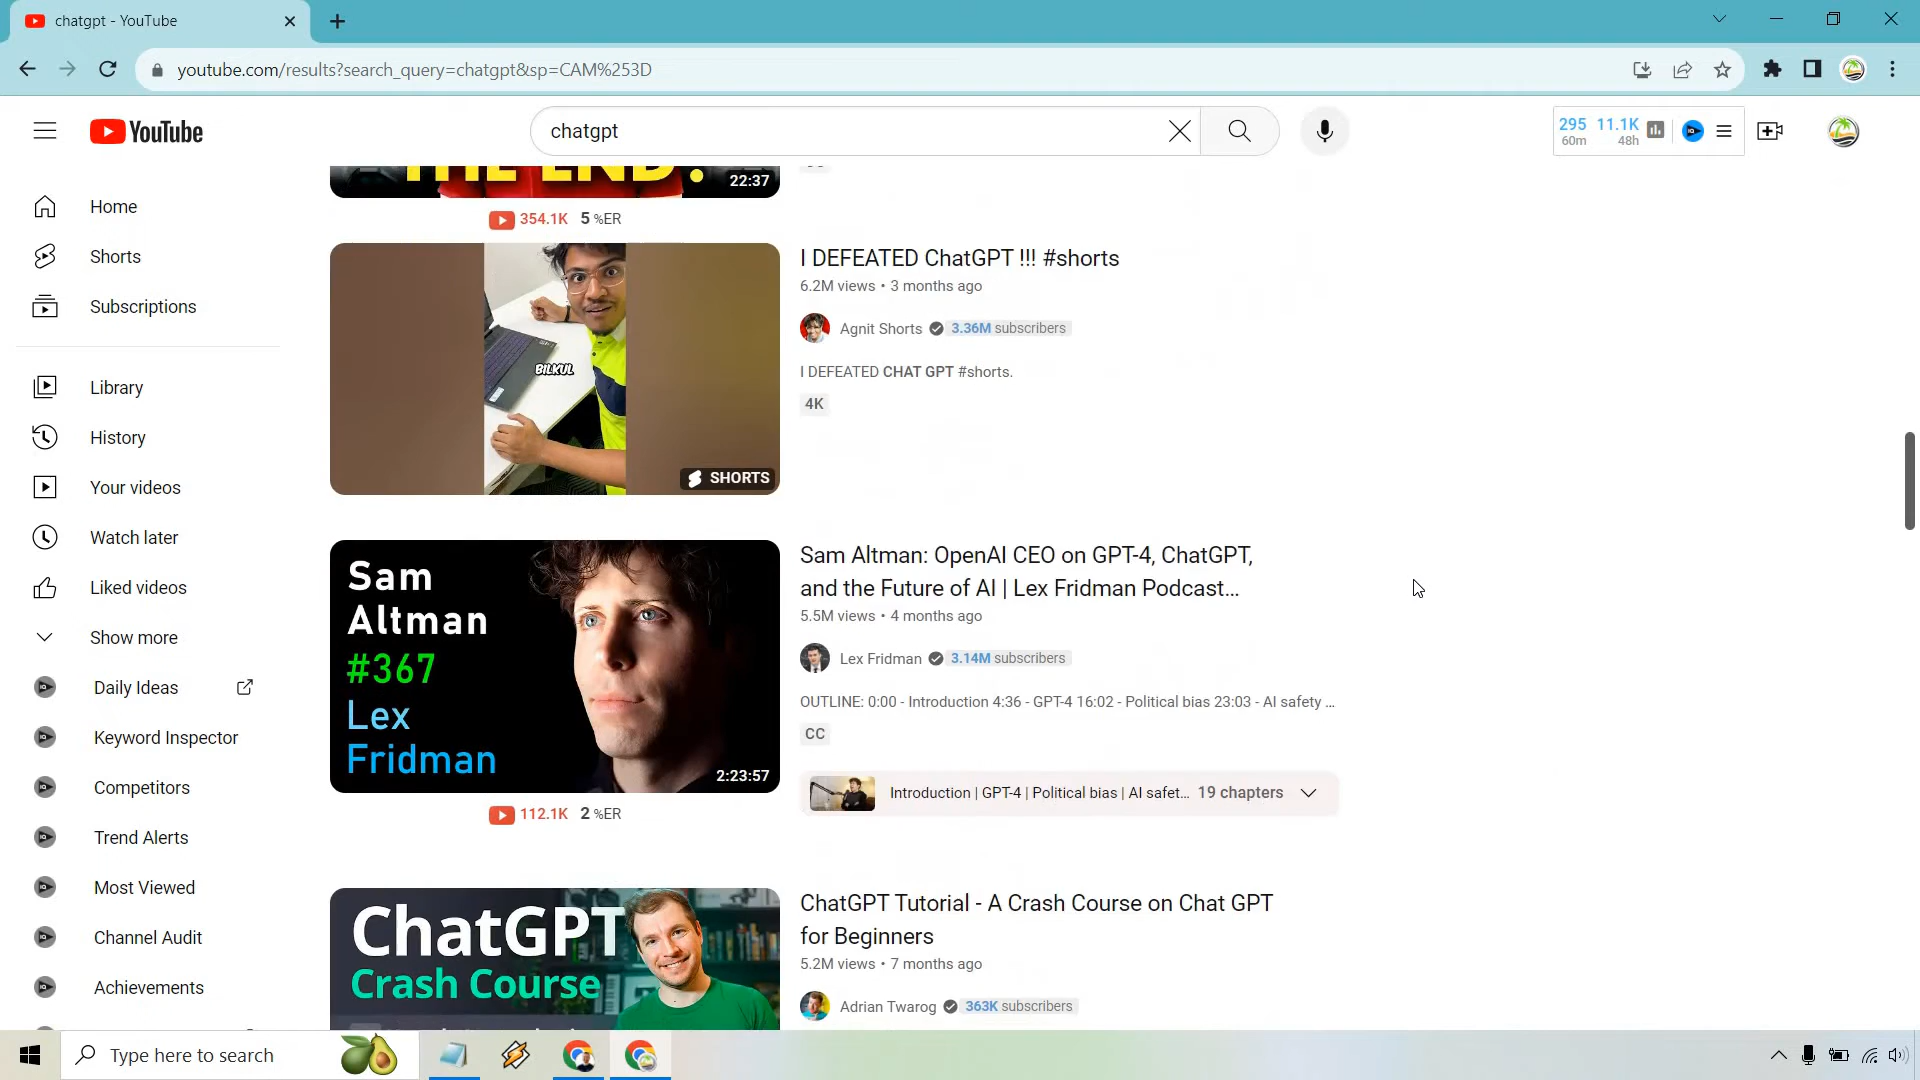 chatgpt - YouTube
youtube.com/results?search_query=chatgpt&sp=CAM%253D
YouTube
chatgpt
295 11.1K
60m 48h
Home
Shorts
Subscriptions
Library
History
Your videos
Watch later
Liked videos
Show more
Daily Ideas
Keyword Inspector
Competitors
Trend Alerts
Most Viewed
Channel Audit
Achievements
THE END?
22:37
354.1K 5 %ER
BILKUL
SHORTS
I DEFEATED ChatGPT !!! #shorts
6.2M views • 3 months ago
Agnit Shorts 3.36M subscribers
I DEFEATED CHAT GPT #shorts.
4K
Sam
Altman
#367
Lex
Fridman
2:23:57
112.1K 2 %ER
Sam Altman: OpenAI CEO on GPT-4, ChatGPT,
and the Future of AI | Lex Fridman Podcast...
5.5M views • 4 months ago
Lex Fridman 3.14M subscribers
OUTLINE: 0:00 - Introduction 4:36 - GPT-4 16:02 - Political bias 23:03 - AI safety ...
CC
Introduction | GPT-4 | Political bias | AI safet... 19 chapters
ChatGPT
Crash Course
ChatGPT Tutorial - A Crash Course on Chat GPT
for Beginners
5.2M views • 7 months ago
Adrian Twarog 363K subscribers
Type here to search